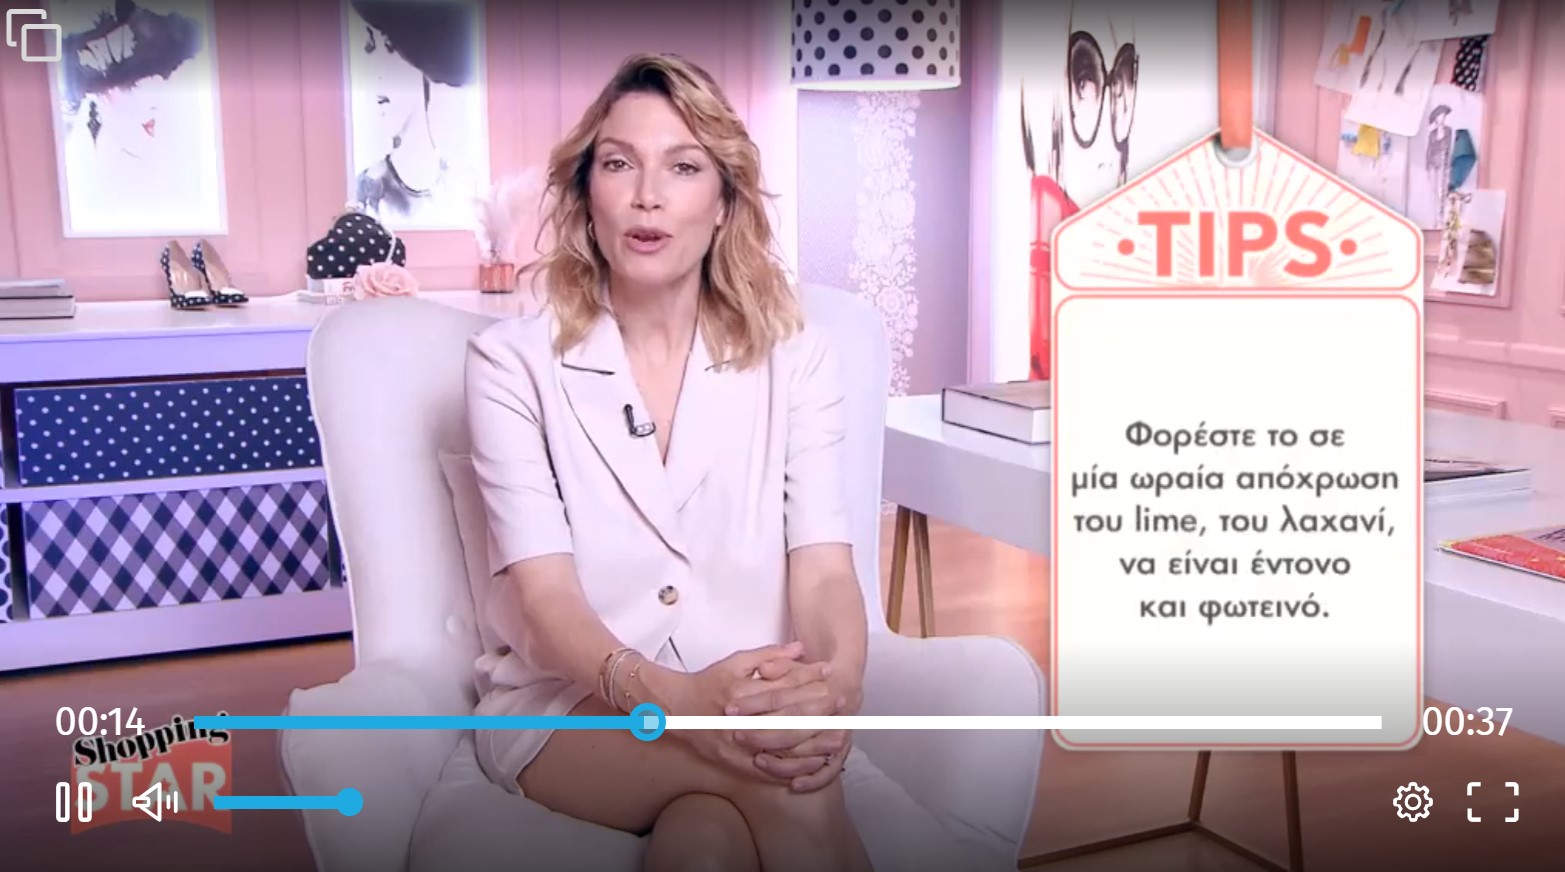 TIPS
Φορέστε το σε
μία ωραία απόχρωση
του lime, του λαχανί,
να είναι έντονο
και φωτεινό.
00:14
00:37
Shopping
STAR